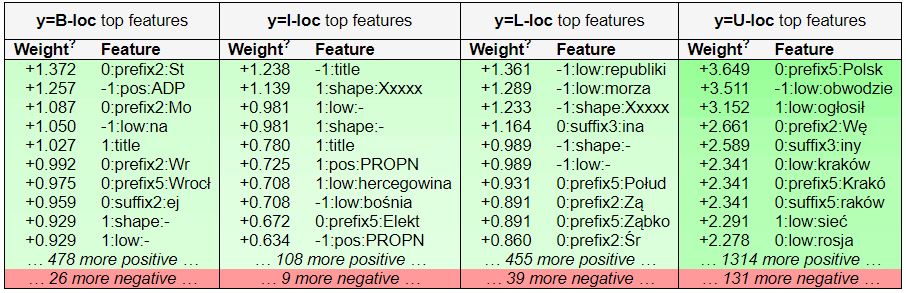 y=B-loc top features y=I-loc top features y=L-loc top features y=U-loc top features
Weight? Feature Weight? Feature Weight? Feature Weight? Feature
+1.372 0:prefix2:St +1.238 -1:title +1.361 -1:low:republiki +3.649 0:prefix5:Polsk
+1.257 -1:pos:ADP +1.139 1:shape:Xxxxx +1.289 -1:low:morza +3.511 -1:low:obwodzie
+1.087 0:prefix2:Mo +0.981 1:low:- +1.233 -1:shape:Xxxxx +3.152 1:low:ogłosił
+1.050 -1:low:na +0.981 1:shape:- +1.164 0:suffix3:ina +2.661 0:prefix2:Wę
+1.027 1:title +0.780 1:title +0.989 -1:shape:- +2.589 0:suffix3:iny
+0.992 0:prefix2:Wr +0.725 1:pos:PROPN +0.989 -1:low:- +2.341 0:low:kraków
+0.975 0:prefix5:Wrocł +0.708 1:low:hercegowina +0.931 0:prefix5:Połud +2.341 0:prefix5:Krakó
+0.959 0:suffix2:ej +0.708 -1:low:bośnia +0.891 0:prefix2:Zą +2.341 0:suffix5:raków
+0.929 1:shape:- +0.672 0:prefix5:Elekt +0.891 0:prefix5:Ząbko +2.291 1:low:sieć
+0.929 1:low:- +0.634 -1:pos:PROPN +0.860 0:prefix2:Śr +2.278 0:low:rosja
… 478 more positive … … 108 more positive … … 455 more positive … … 1314 more positive …
… 26 more negative … … 9 more negative … … 39 more negative … … 131 more negative …